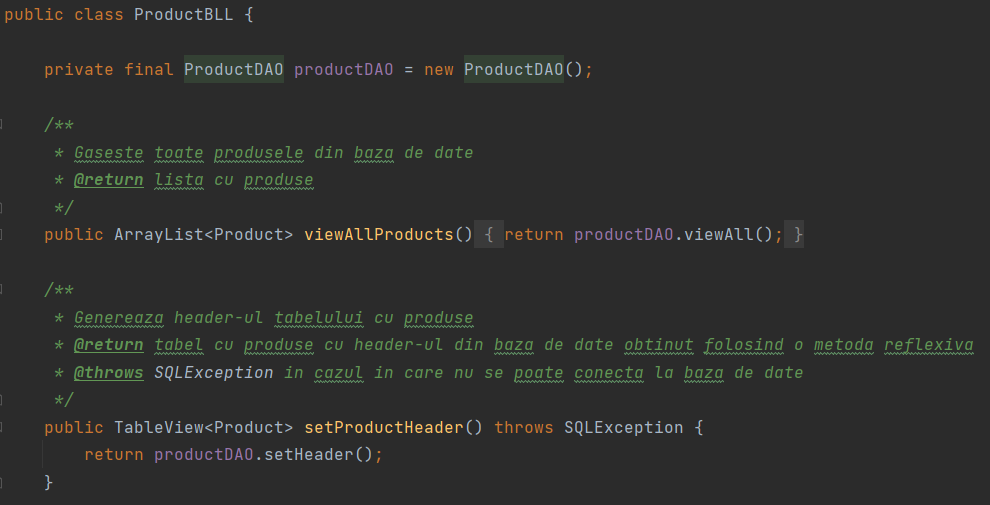 public class ProductBLL {
private final ProductDAO productDAO = new ProductDAO();
/**
* Gaseste toate produsele din baza de date
* @return lista cu produse
*/
public ArrayList<Product> viewAllProducts() { return productDAO.viewAll(); }
/**
* Genereaza header-ul tabelului cu produse
* @return tabel cu produse cu header-ul din baza de date obtinut folosind o metoda reflexiva
* @throws SQLException in cazul in care nu se poate conecta la baza de date
*/
public TableView<Product> setProductHeader() throws SQLException {
return productDAO.setHeader();
}